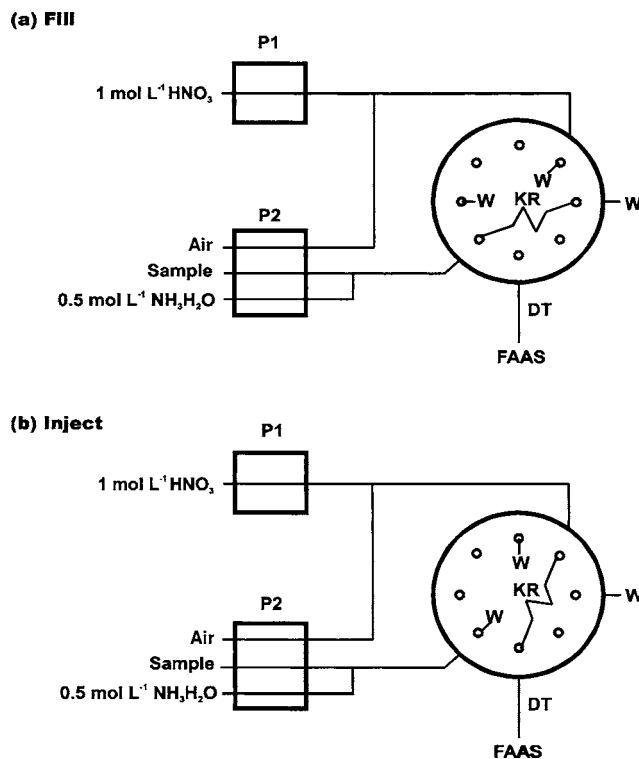 (a) Fill
P1
1 mol L⁻¹ HNO₃
P2
Air
Sample
0.5 mol L⁻¹ NH₃H₂O
W
KR
W
W
DT
FAAS
(b) Inject
P1
1 mol L⁻¹ HNO₃
P2
Air
Sample
0.5 mol L⁻¹ NH₃H₂O
W
KR
W
W
DT
FAAS